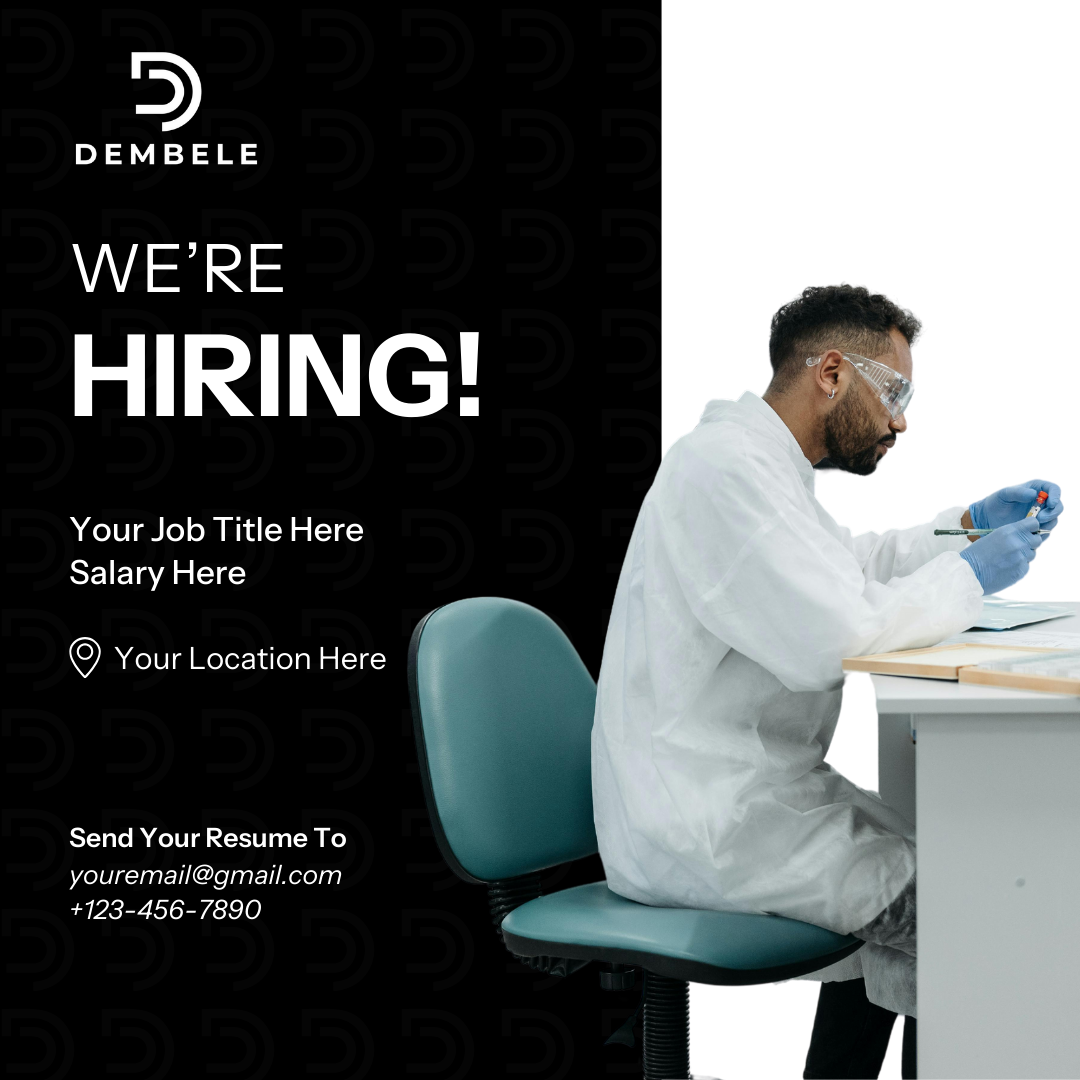 DEMBELE
WE’RE
HIRING!
Your Job Title Here
Salary Here
Your Location Here
Send Your Resume To
youremail@gmail.com
+123-456-7890